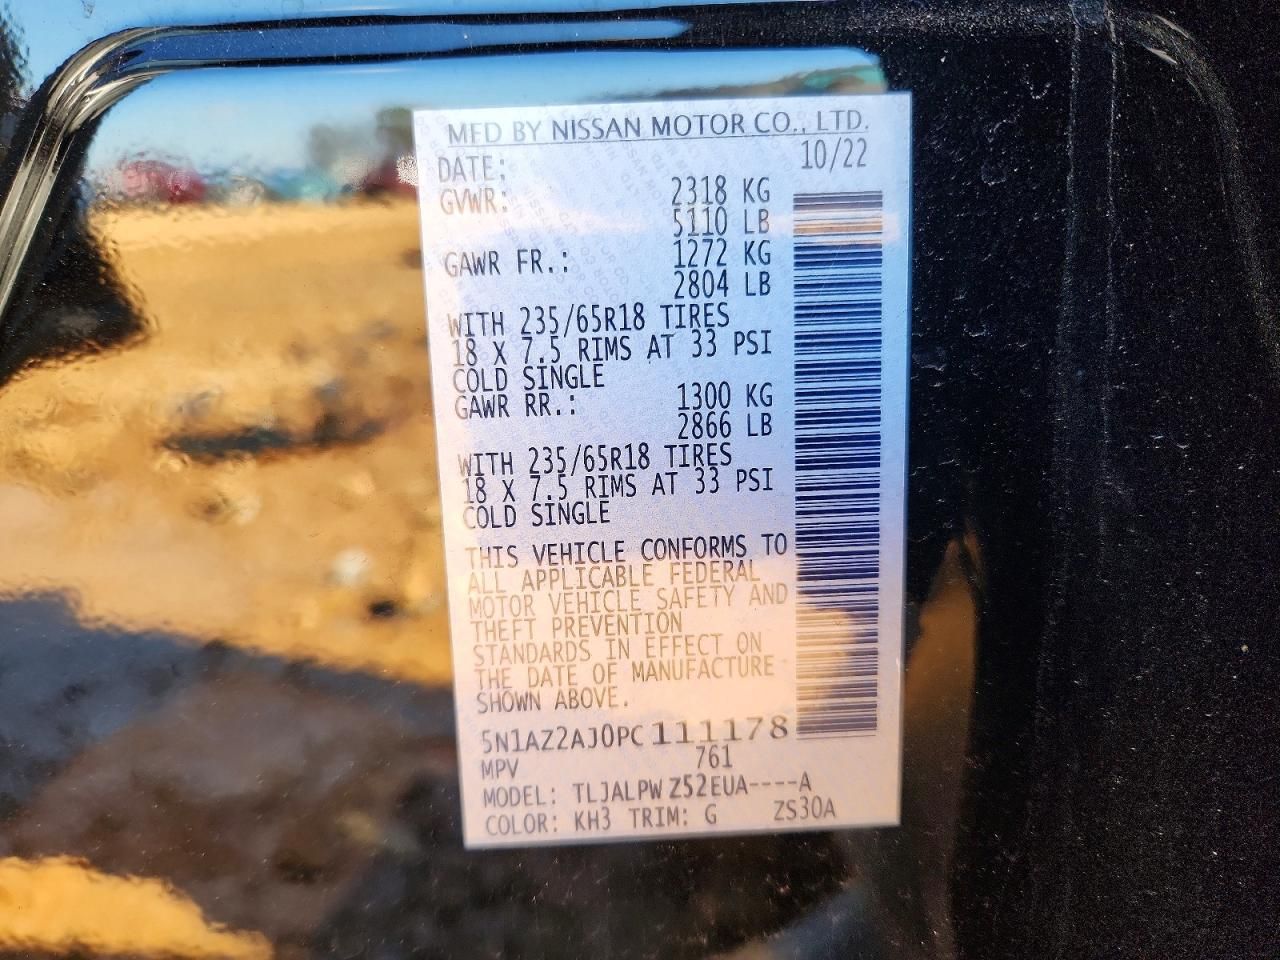 MFD BY NISSAN MOTOR CO., LTD.
DATE: 10/22
GVWR: 2318 KG
5110 LB
GAWR FR.: 1272 KG
2804 LB
WITH 235/65R18 TIRES
18 X 7.5 RIMS AT 33 PSI
COLD SINGLE
GAWR RR.: 1300 KG
2866 LB
WITH 235/65R18 TIRES
18 X 7.5 RIMS AT 33 PSI
COLD SINGLE
THIS VEHICLE CONFORMS TO
ALL APPLICABLE FEDERAL
MOTOR VEHICLE SAFETY AND
THEFT PREVENTION
STANDARDS IN EFFECT ON
THE DATE OF MANUFACTURE
SHOWN ABOVE.
5N1AZ2AJ0PC111178
MPV 761
MODEL: TLJALPW Z52EUA----A
COLOR: KH3 TRIM: G ZS30A